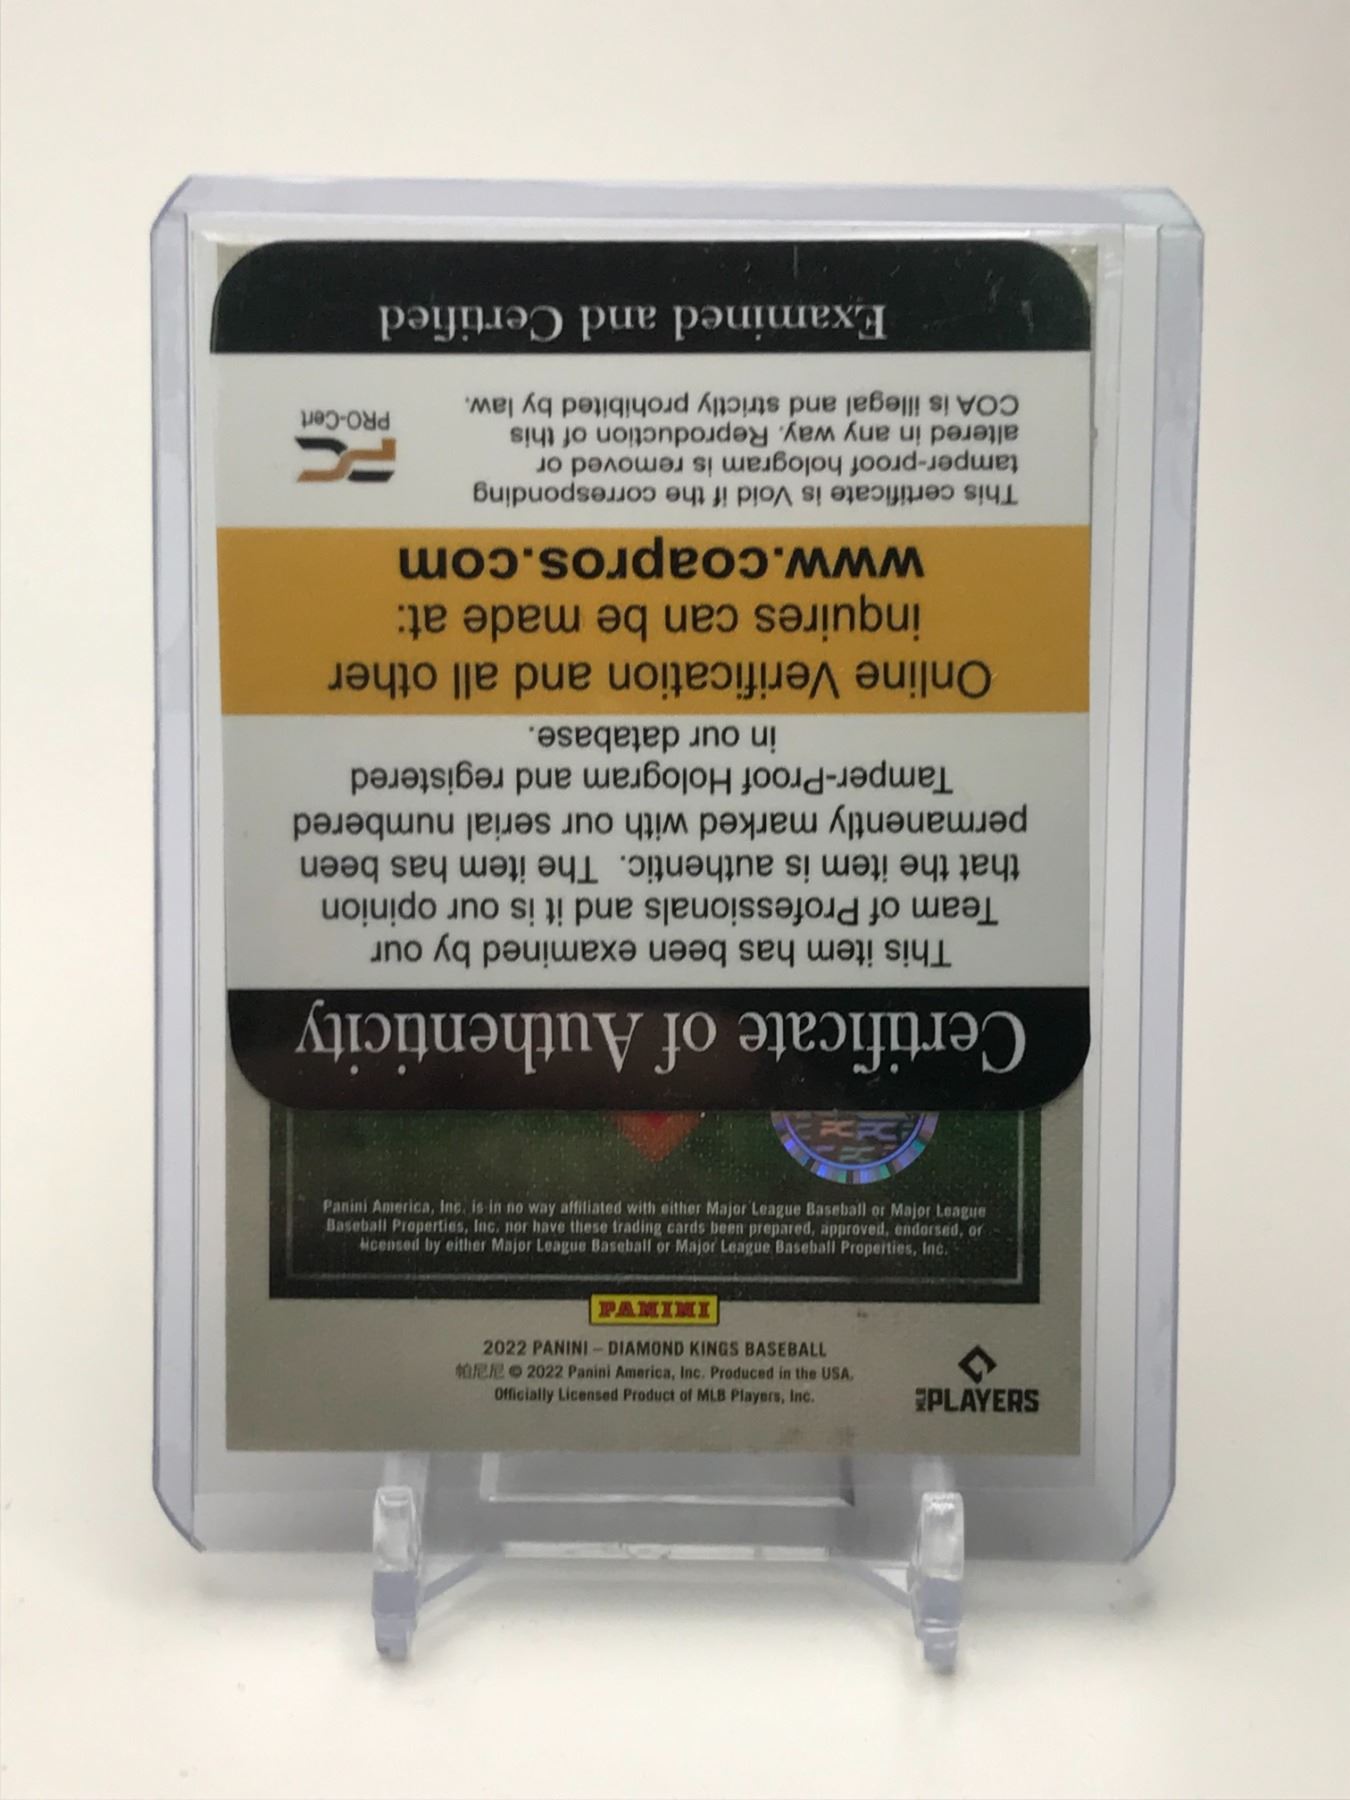 Certificate of Authenticity
This item has been examined by our
Team of Professionals and it is our opinion
that the item is authentic. The item has been
permanently marked with our serial numbered
Tamper-Proof Hologram and registered
in our database.
Online Verification and all other
inquires can be made at:
www.coapros.com
This certificate is Void if the corresponding
tamper-proof hologram is removed or
altered in any way. Reproduction of this
COA is illegal and strictly prohibited by law.
PC
PRO-Cert
Examined and Certified
Panini America, Inc. is in no way affiliated with either Major League Baseball or Major League
Baseball Properties, Inc. nor have these trading cards been prepared, approved, endorsed, or
licensed by either Major League Baseball or Major League Baseball Properties, Inc.
PANINI
2022 PANINI – DIAMOND KINGS BASEBALL
帕尼尼 © 2022 Panini America, Inc. Produced in the USA.
Officially Licensed Product of MLB Players, Inc.
MLB PLAYERS